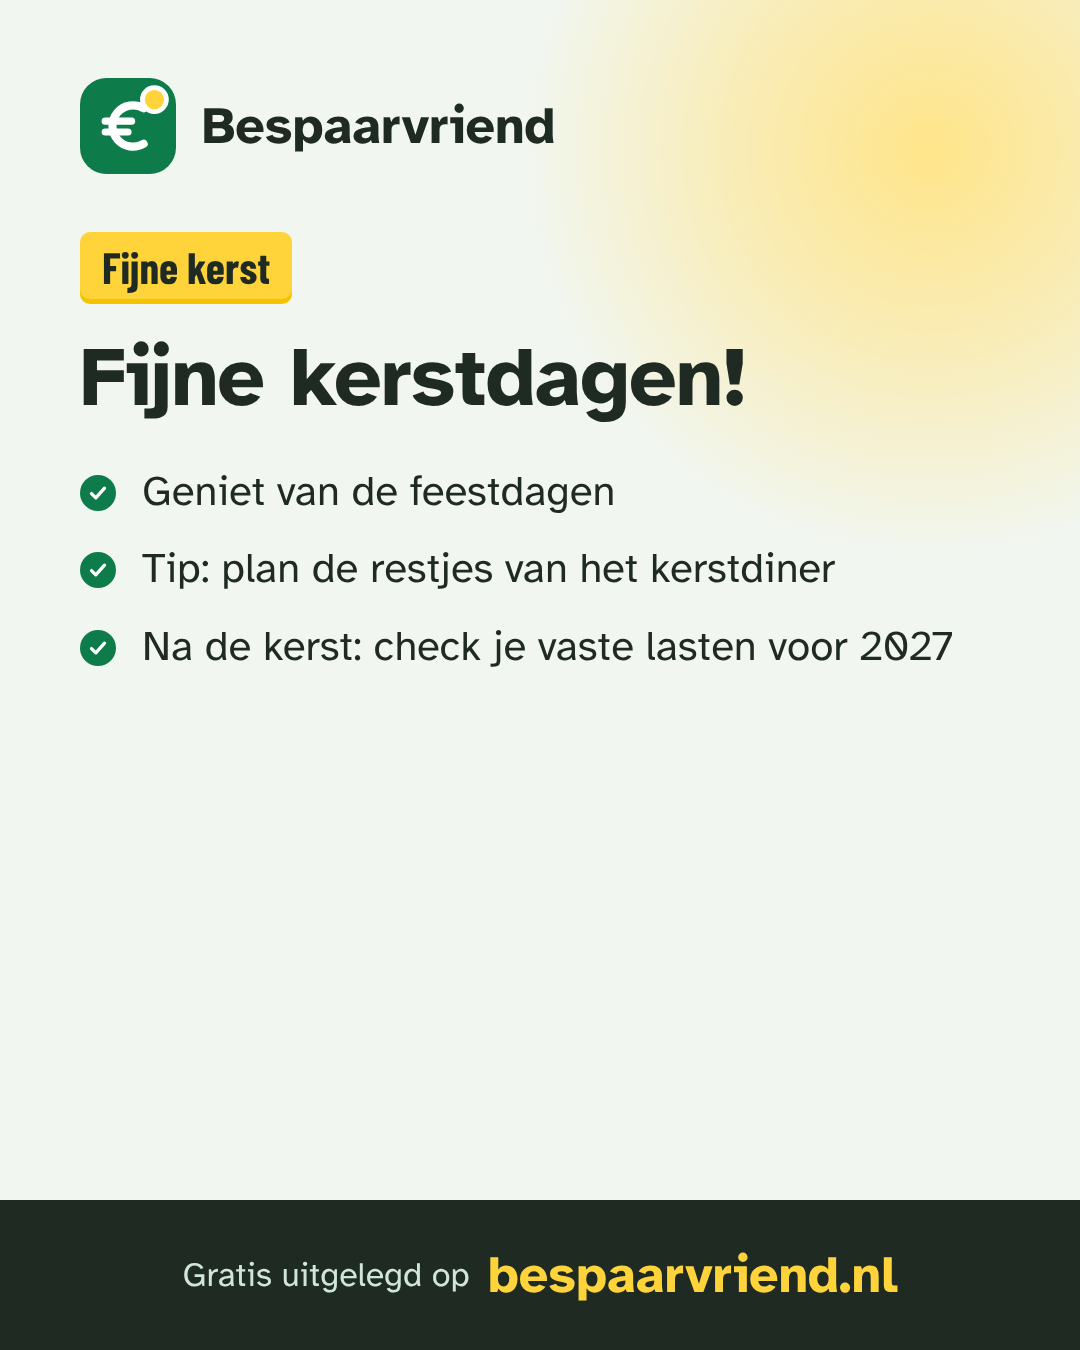 Bespaarvriend
Fijne kerst
Fijne kerstdagen!
Geniet van de feestdagen
Tip: plan de restjes van het kerstdiner
Na de kerst: check je vaste lasten voor 2027
Gratis uitgelegd op bespaarvriend.nl